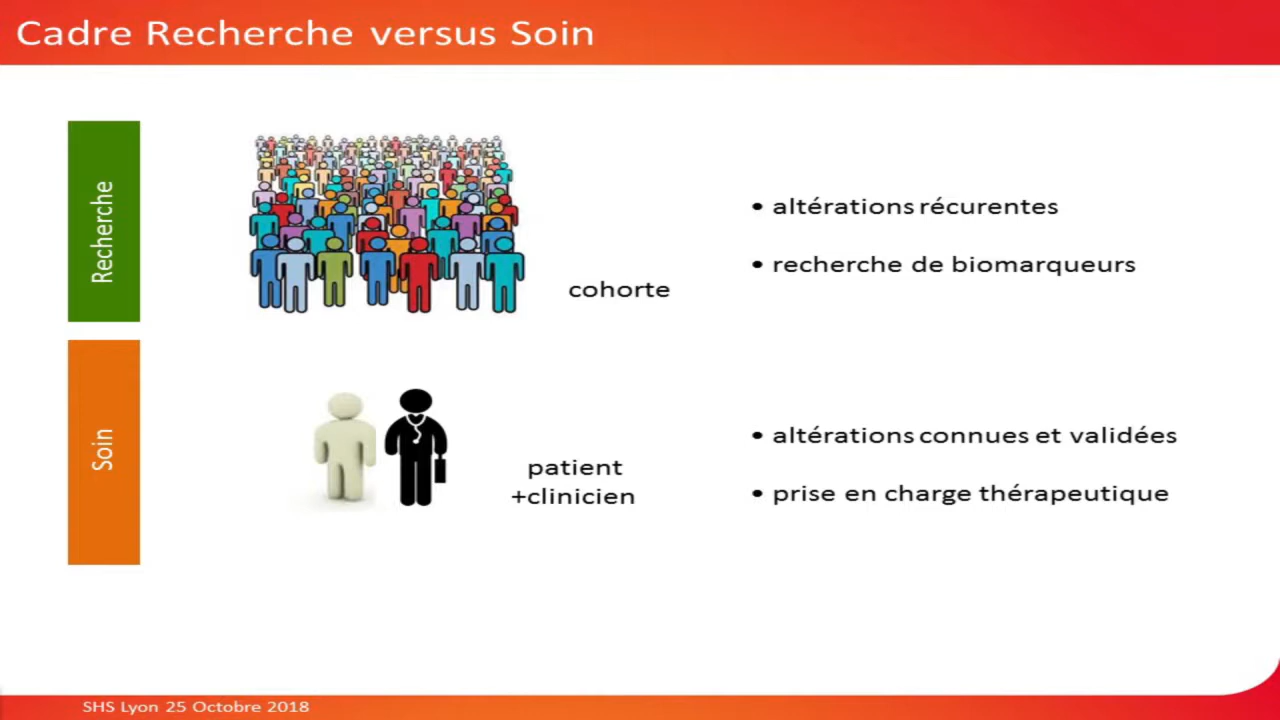 Cadre Recherche versus Soin
Recherche
cohorte
• altérations récurentes
• recherche de biomarqueurs
Soin
patient
+clinicien
• altérations connues et validées
• prise en charge thérapeutique
SHS Lyon 25 Octobre 2018